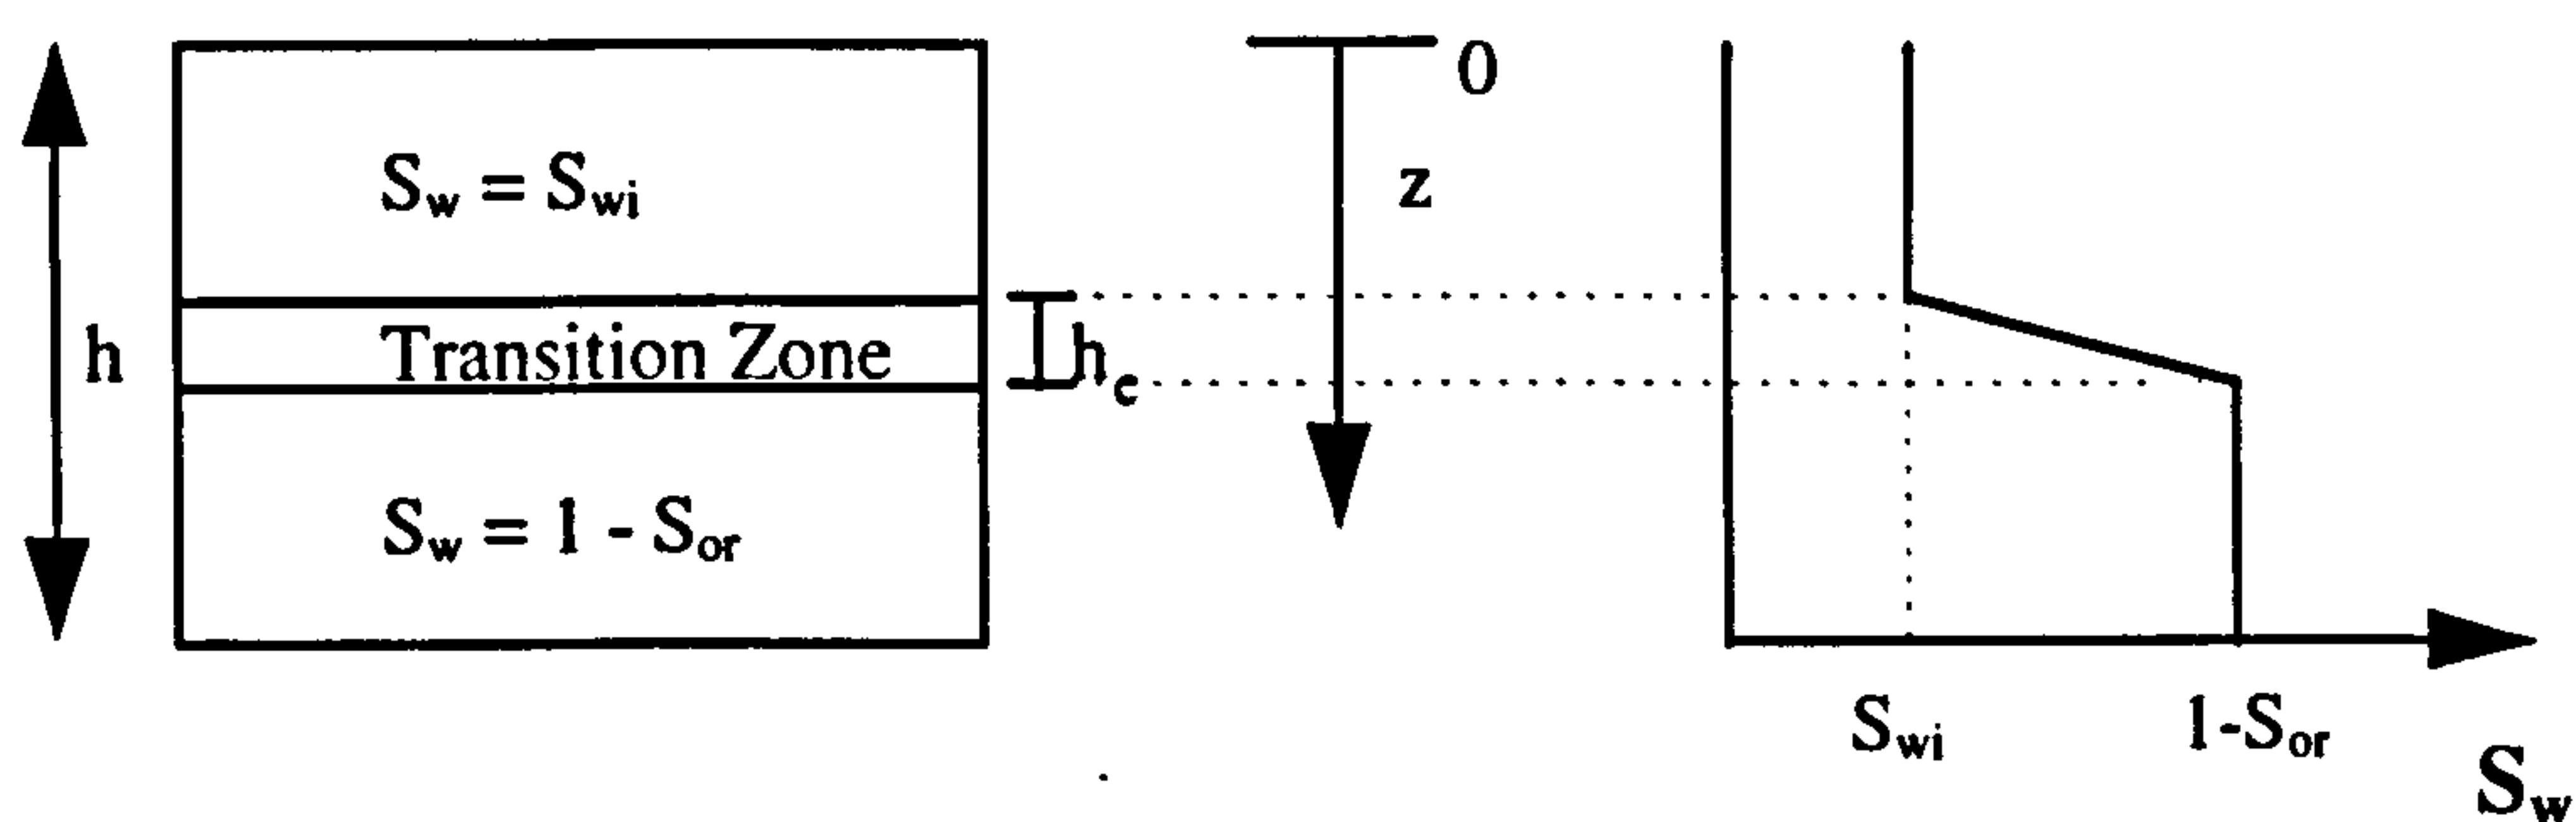 0
S_w = S_wi
z
h
Transition Zone
h_c
S_w = 1 - S_or
S_wi
1-S_or
S_w